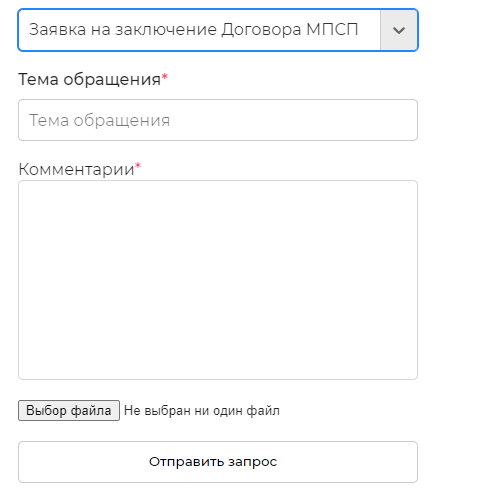 Заявка на заключение Договора МПСП
Тема обращения*
Тема обращения
Комментарии*
Выбор файла Не выбран ни один файл
Отправить запрос